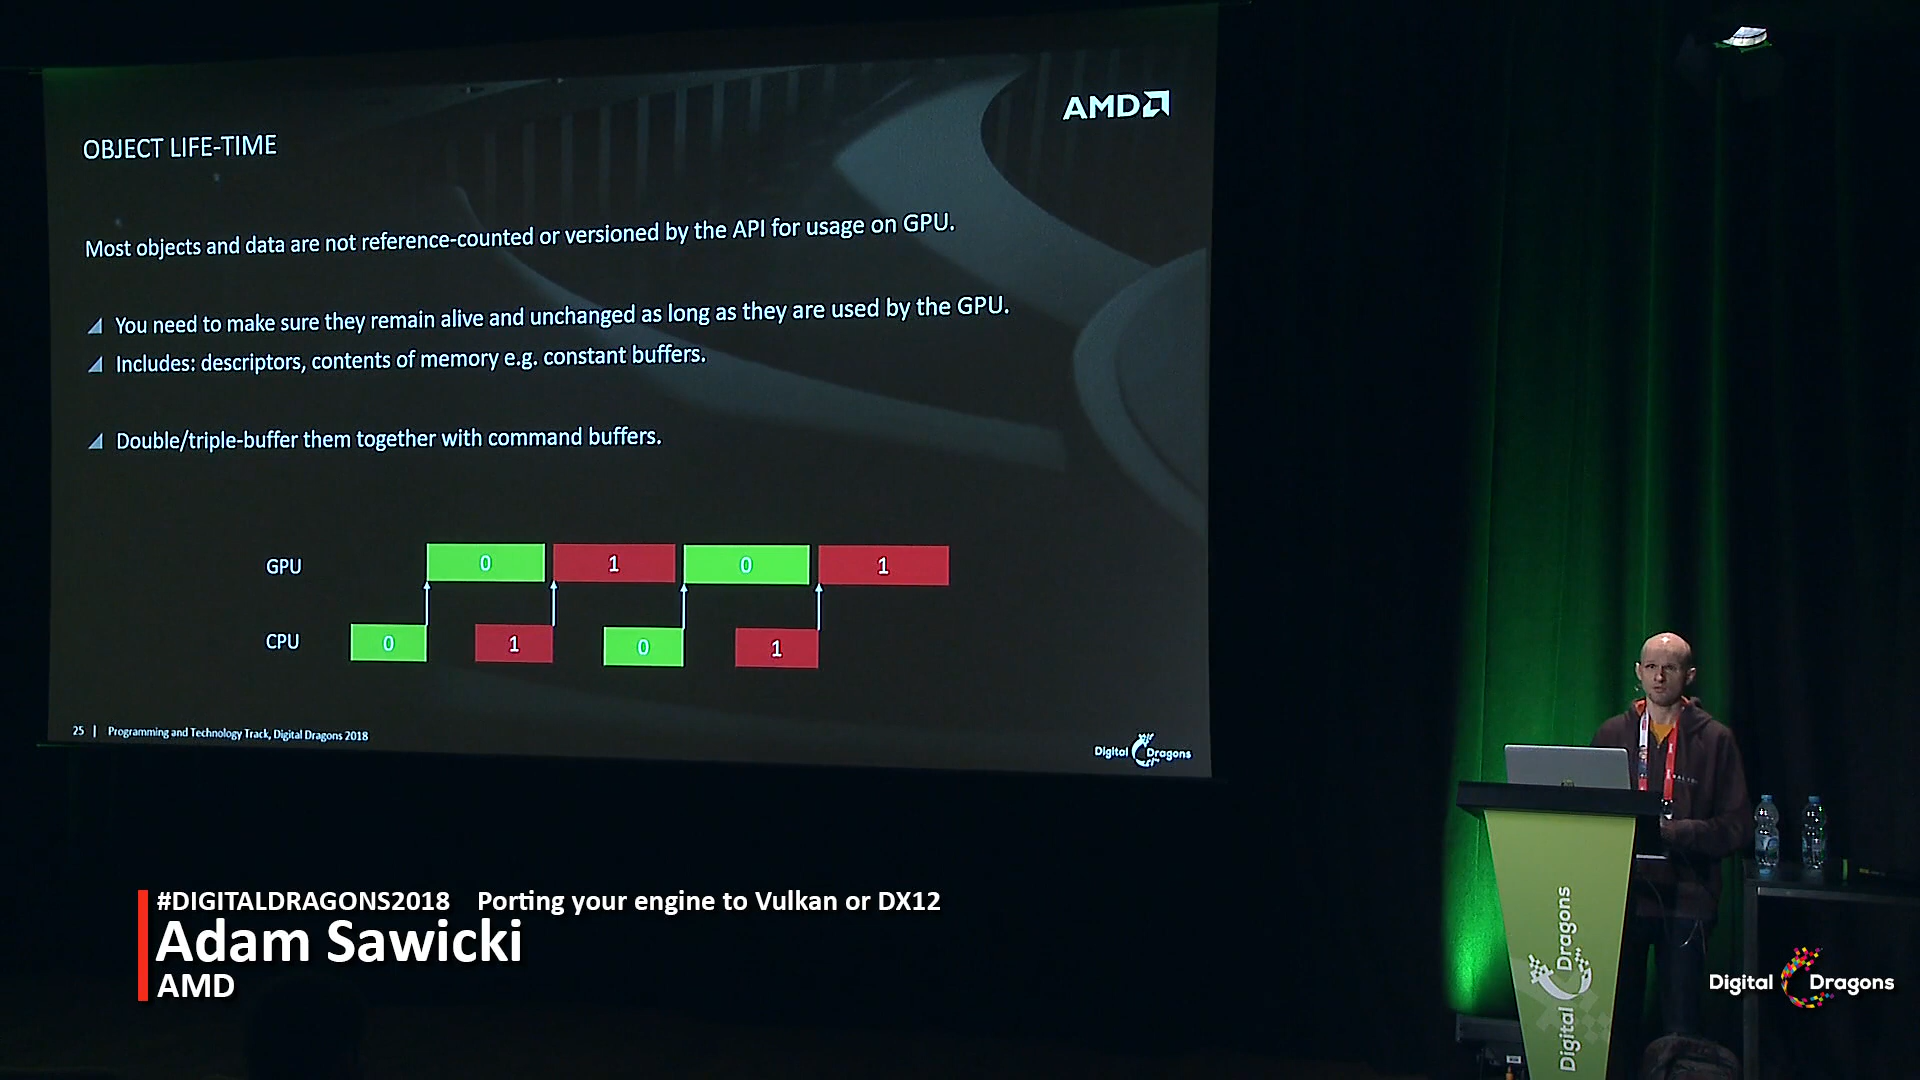 AMD
OBJECT LIFE-TIME
Most objects and data are not reference-counted or versioned by the API for usage on GPU.
You need to make sure they remain alive and unchanged as long as they are used by the GPU.
Includes: descriptors, contents of memory e.g. constant buffers.
Double/triple-buffer them together with command buffers.
GPU 0 1 0 1
CPU 0 1 0 1
25 | Programming and Technology Track, Digital Dragons 2018
Digital Dragons
#DIGITALDRAGONS2018 Porting your engine to Vulkan or DX12
Adam Sawicki
AMD
Digital Dragons
Digital Dragons